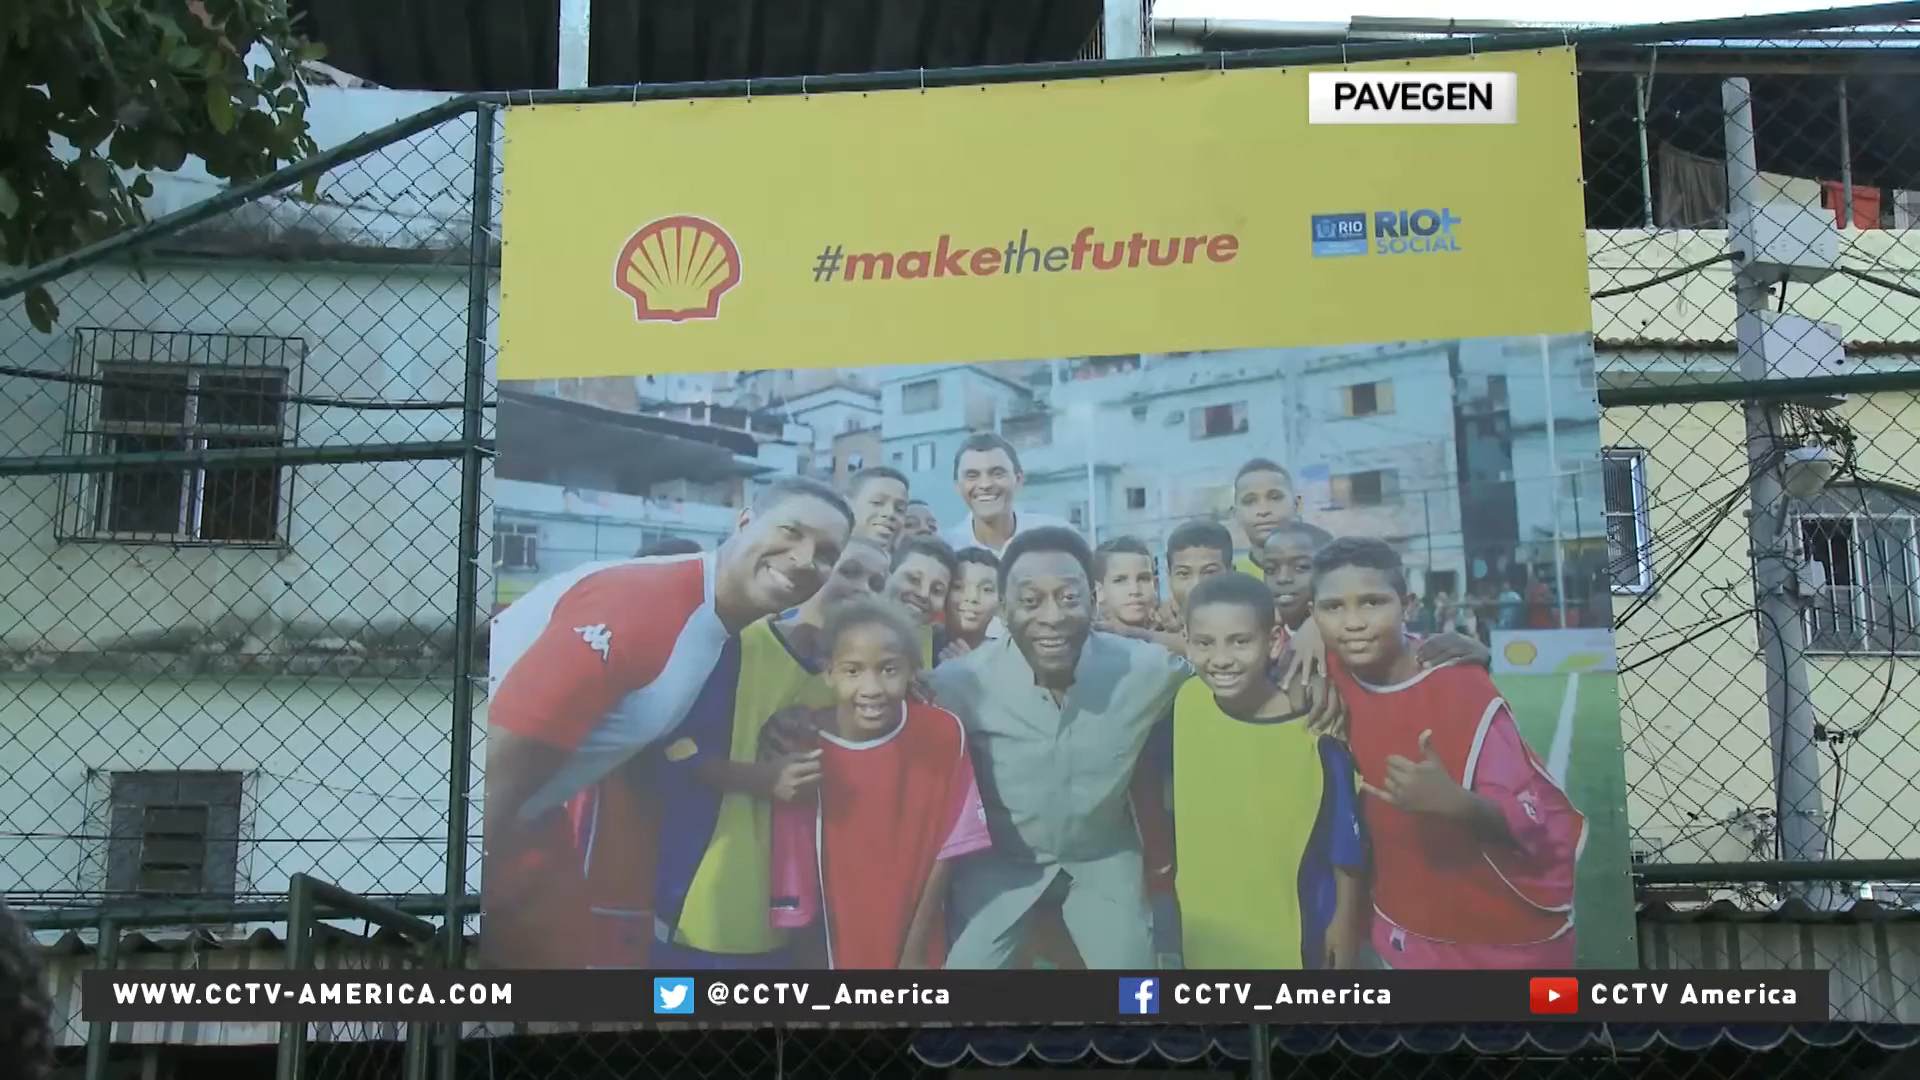 PAVEGEN
#makethefuture
RIO
RIO+
SOCIAL
WWW.CCTV-AMERICA.COM
@CCTV_America
CCTV_America
CCTV America